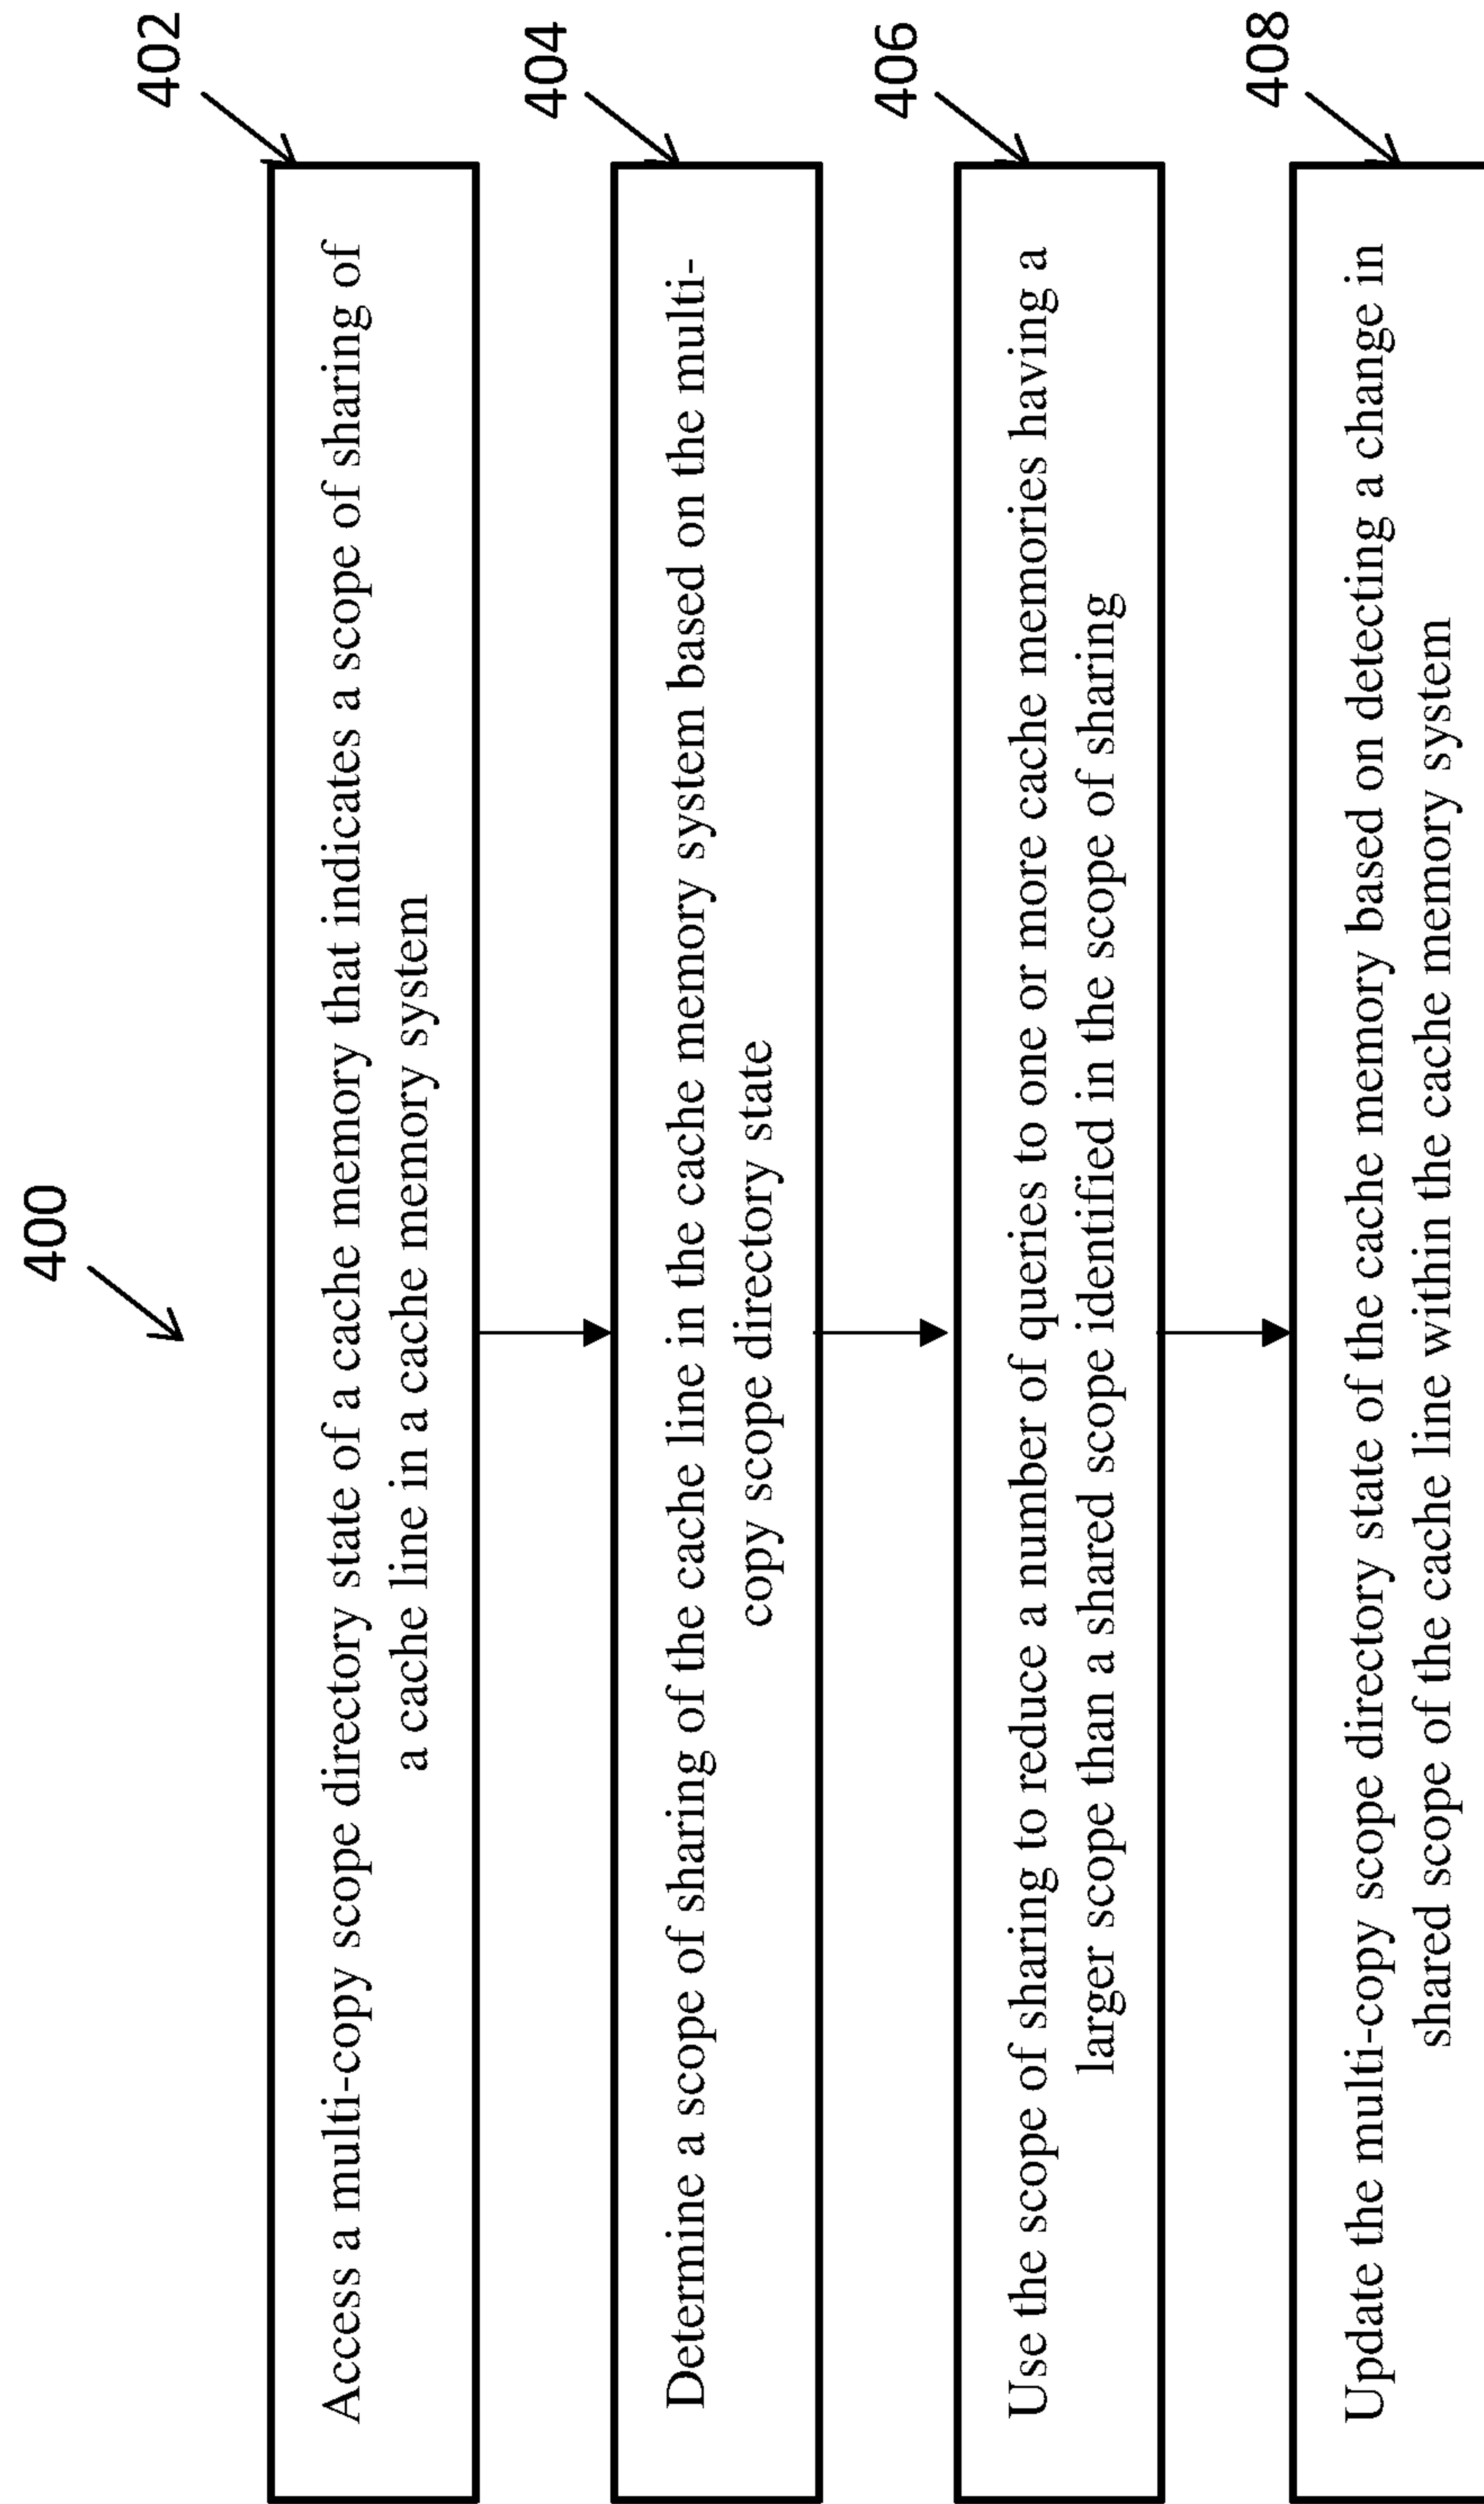 400
402
Access a multi-copy scope directory state of a cache memory that indicates a scope of sharing of
a cache line in a cache memory system
404
Determine a scope of sharing of the cache line in the cache memory system based on the multi-
copy scope directory state
406
Use the scope of sharing to reduce a number of queries to one or more cache memories having a
larger scope than a shared scope identified in the scope of sharing
408
Update the multi-copy scope directory state of the cache memory based on detecting a change in
shared scope of the cache line within the cache memory system